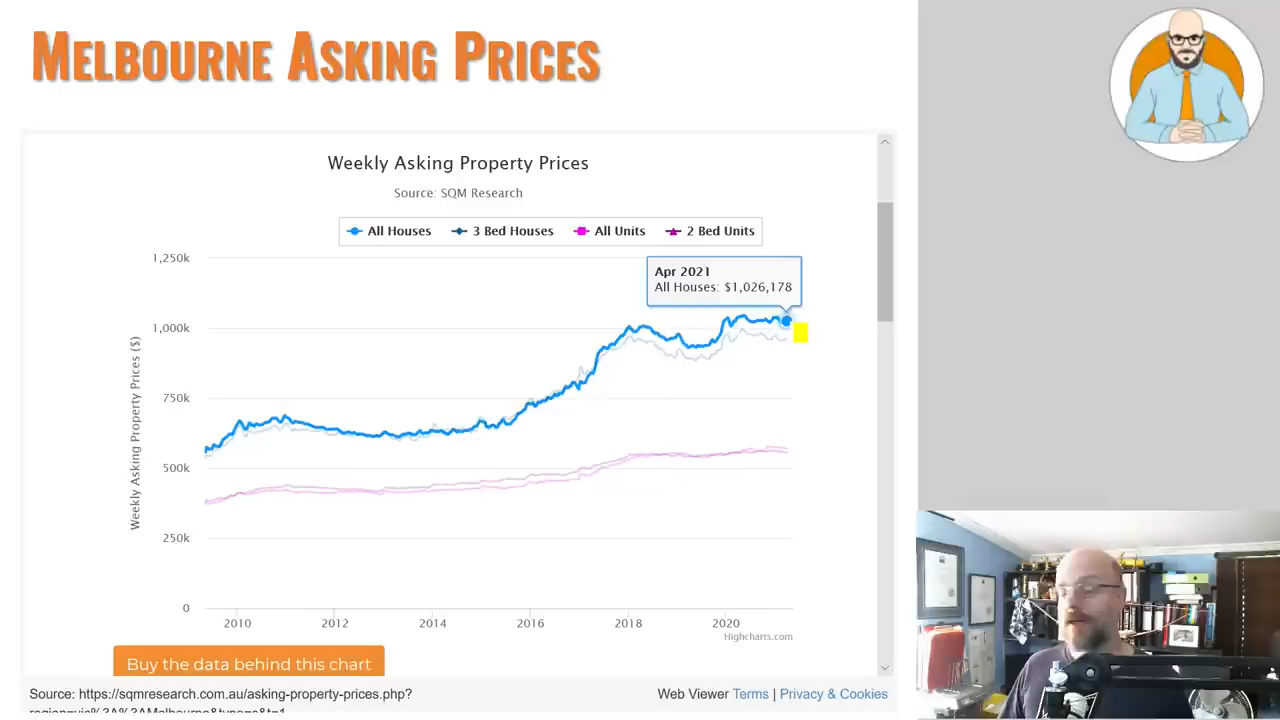 MELBOURNE ASKING PRICES
Weekly Asking Property Prices
Source: SQM Research
All Houses 3 Bed Houses All Units 2 Bed Units
1,250k
Apr 2021
All Houses: $1,026,178
1,000k
750k
500k
250k
0
Weekly Asking Property Prices ($)
2010 2012 2014 2016 2018 2020
Highcharts.com
Buy the data behind this chart
Source: https://sqmresearch.com.au/asking-property-prices.php?
Web Viewer Terms | Privacy & Cookies